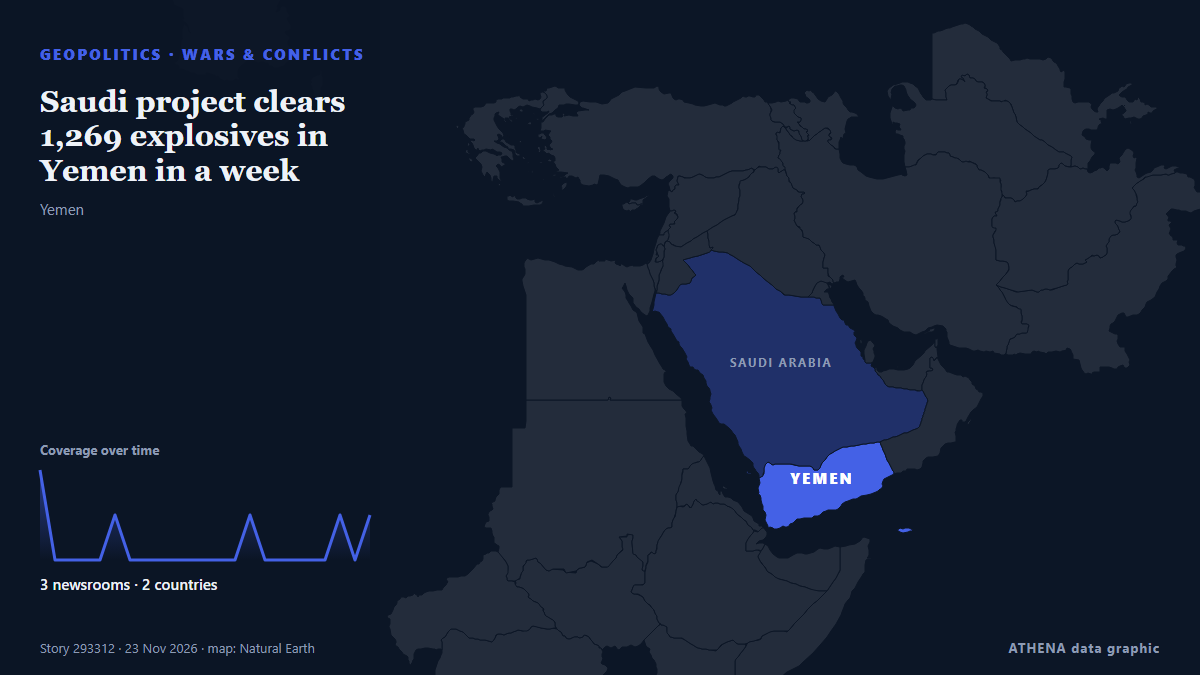 GEOPOLITICS · WARS & CONFLICTS
Saudi project clears
1,269 explosives in
Yemen in a week
Yemen
SAUDI ARABIA
YEMEN
Coverage over time
3 newsrooms · 2 countries
Story 293312 · 23 Nov 2026 · map: Natural Earth
ATHENA data graphic